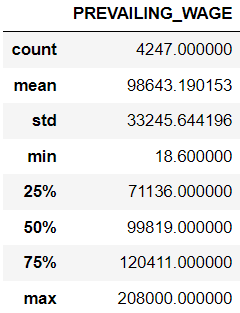 PREVAILING_WAGE
count 4247.000000
mean 98643.190153
std 33245.644196
min 18.600000
25% 71136.000000
50% 99819.000000
75% 120411.000000
max 208000.000000